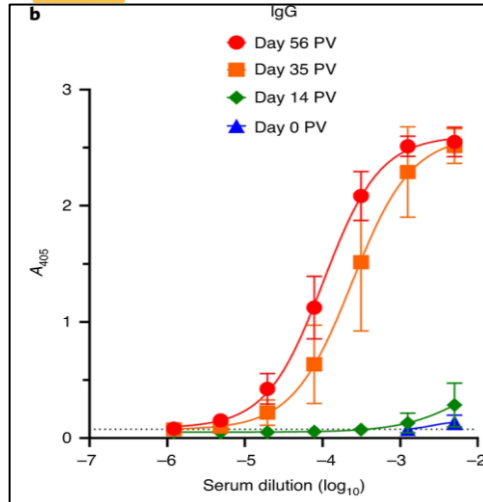 b
IgG
Day 56 PV
Day 35 PV
Day 14 PV
Day 0 PV
3
2
1
0
A405
−7
−6
−5
−4
−3
−2
Serum dilution (log10)